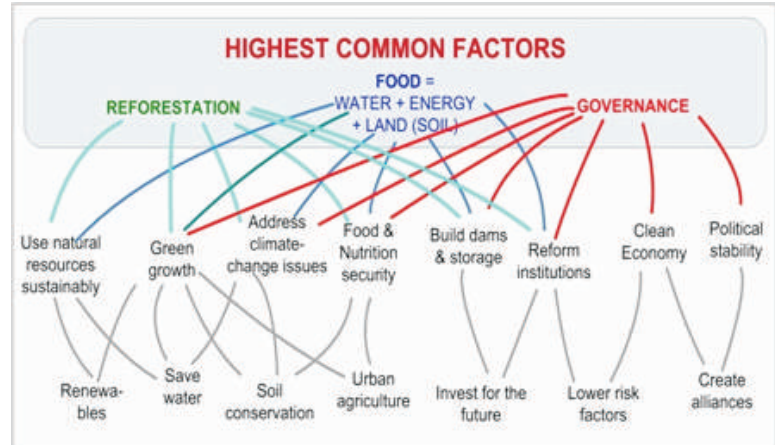 HIGHEST COMMON FACTORS
FOOD =
REFORESTATION
WATER + ENERGY
+ LAND (SOIL)
GOVERNANCE
Use natural
resources
sustainably
Green
growth
Address
climate-
change issues
Food &
Nutrition
security
Build dams
& storage
Reform
institutions
Clean
Economy
Political
stability
Renewa-
bles
Save
water
Soil
conservation
Urban
agriculture
Invest for the
future
Lower risk
factors
Create
alliances